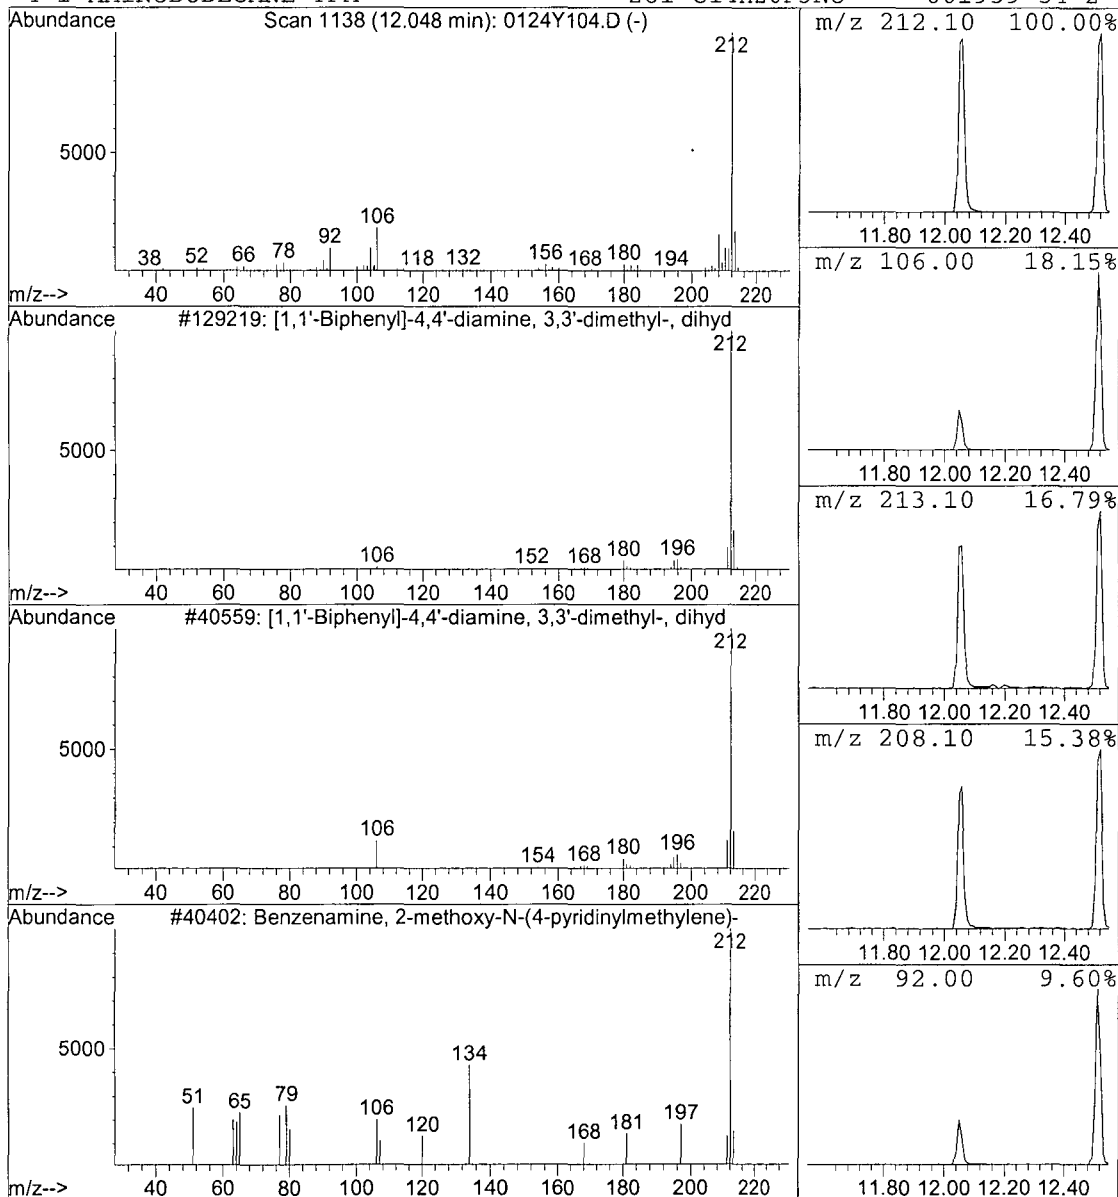 Abundance Scan 1138 (12.048 min): 0124Y104.D (-)
212
5000
106
92
38 52 66 78 118 132 156 168 180 194
m/z--> 40 60 80 100 120 140 160 180 200 220
Abundance #129219: [1,1'-Biphenyl]-4,4'-diamine, 3,3'-dimethyl-, dihyd
212
5000
106 152 168 180 196
m/z--> 40 60 80 100 120 140 160 180 200 220
Abundance #40559: [1,1'-Biphenyl]-4,4'-diamine, 3,3'-dimethyl-, dihyd
212
5000
106 154 168 180 196
m/z--> 40 60 80 100 120 140 160 180 200 220
Abundance #40402: Benzenamine, 2-methoxy-N-(4-pyridinylmethylene)-
212
5000
134
51 65 79 106 120 168 181 197
m/z--> 40 60 80 100 120 140 160 180 200 220
m/z 212.10 100.00%
11.80 12.00 12.20 12.40
m/z 106.00 18.15%
11.80 12.00 12.20 12.40
m/z 213.10 16.79%
11.80 12.00 12.20 12.40
m/z 208.10 15.38%
11.80 12.00 12.20 12.40
m/z 92.00 9.60%
11.80 12.00 12.20 12.40